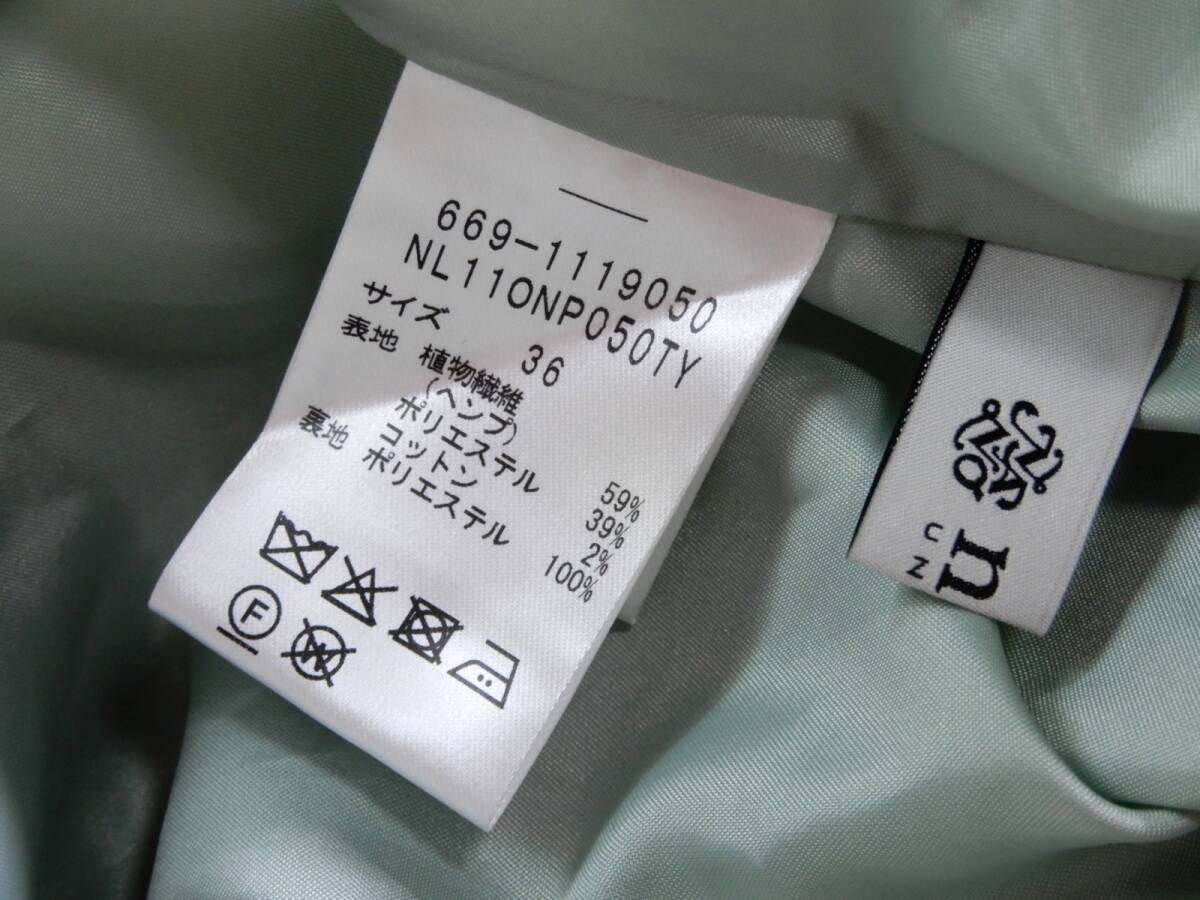 669-1119050
NL11ONP050TY
サイズ 36
表地 植物繊維
(ヘンプ) 59%
ポリエステル 39%
コットン 2%
裏地 ポリエステル 100%
F
W
n
C
Z